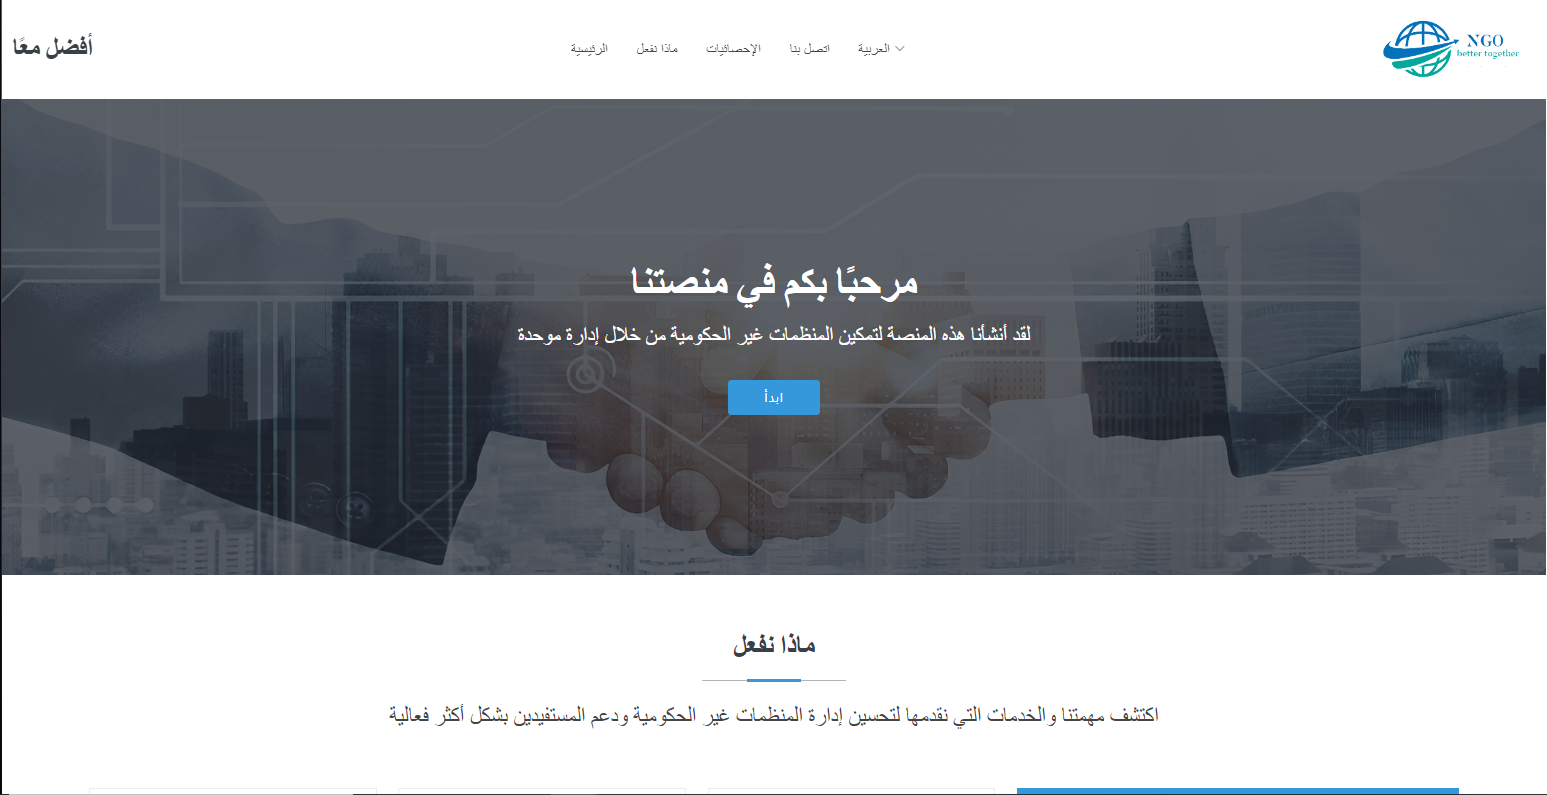 NGO
better together
العربية
اتصل بنا
الإحصائيات
ماذا نفعل
الرئيسية
أفضل معًا
مرحبًا بكم في منصتنا
لقد أنشأنا هذه المنصة لتمكين المنظمات غير الحكومية من خلال إدارة موحدة
ابدأ
ماذا نفعل
اكتشف مهمتنا والخدمات التي نقدمها لتحسين إدارة المنظمات غير الحكومية ودعم المستفيدين بشكل أكثر فعالية